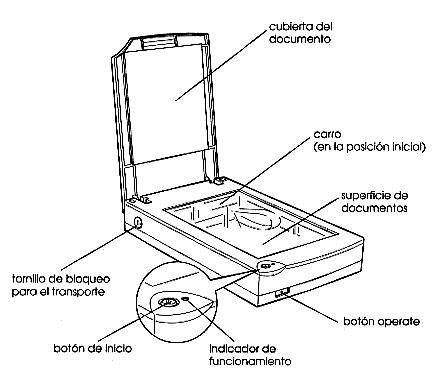 cubierta del
documento
carro
(en la posición inicial)
superficie de
documentos
tornillo de bloqueo
para el transporte
botón operate
botón de inicio
indicador de
funcionamiento